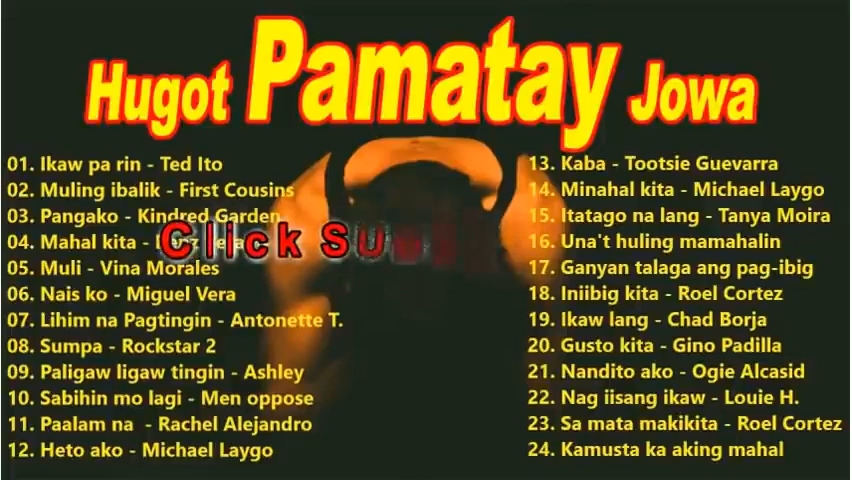 Hugot Pamatay Jowa
01. Ikaw pa rin - Ted Ito
02. Muling ibalik - First Cousins
03. Pangako - Kindred Garden
04. Mahal kita -
05. Muli - Vina Morales
06. Nais ko - Miguel Vera
07. Lihim na Pagtingin - Antonette T.
08. Sumpa - Rockstar 2
09. Paligaw ligaw tingin - Ashley
10. Sabihin mo lagi - Men oppose
11. Paalam na - Rachel Alejandro
12. Heto ako - Michael Laygo
Click
13. Kaba - Tootsie Guevarra
14. Minahal kita - Michael Laygo
15. Itatago na lang - Tanya Moira
16. Una't huling mamahalin
17. Ganyan talaga ang pag-ibig
18. Iniibig kita - Roel Cortez
19. Ikaw lang - Chad Borja
20. Gusto kita - Gino Padilla
21. Nandito ako - Ogie Alcasid
22. Nag iisang ikaw - Louie H.
23. Sa mata makikita - Roel Cortez
24. Kamusta ka aking mahal